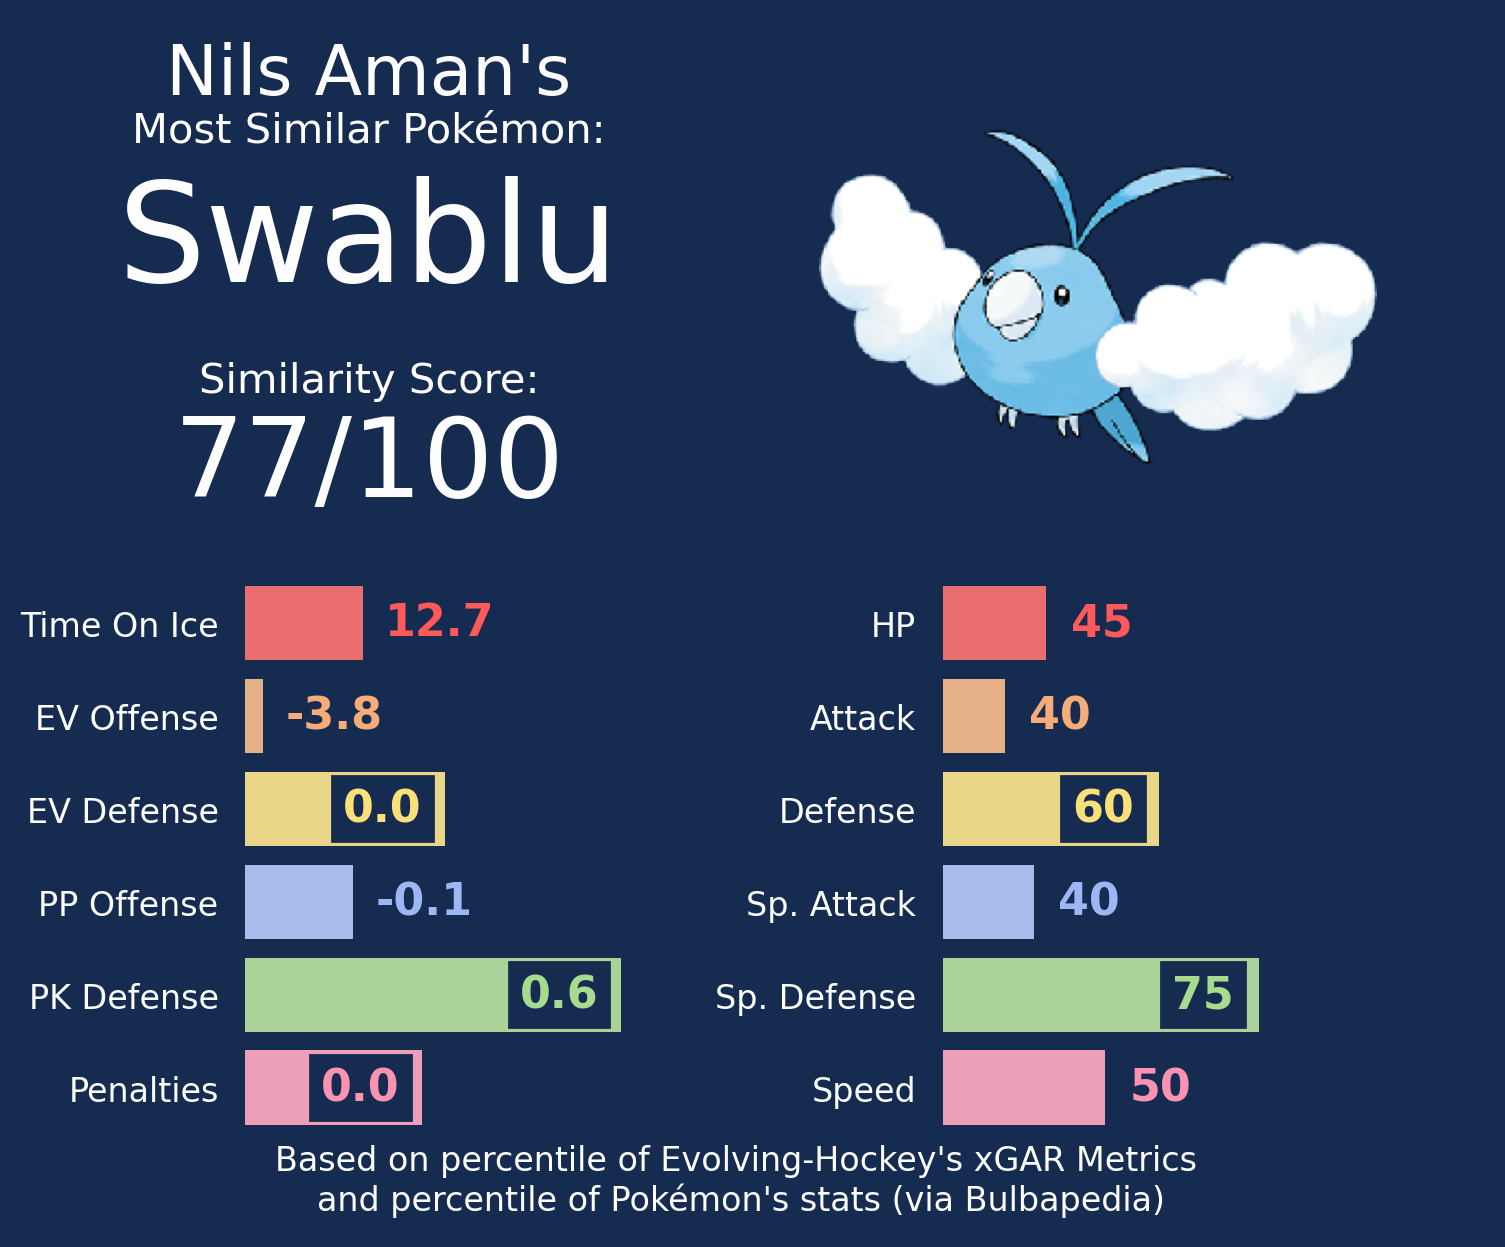 Nils Aman's
Most Similar Pokémon:
Swablu
Similarity Score:
77/100
Time On Ice 12.7
EV Offense -3.8
EV Defense 0.0
PP Offense -0.1
PK Defense 0.6
Penalties 0.0
HP 45
Attack 40
Defense 60
Sp. Attack 40
Sp. Defense 75
Speed 50
Based on percentile of Evolving-Hockey's xGAR Metrics
and percentile of Pokémon's stats (via Bulbapedia)